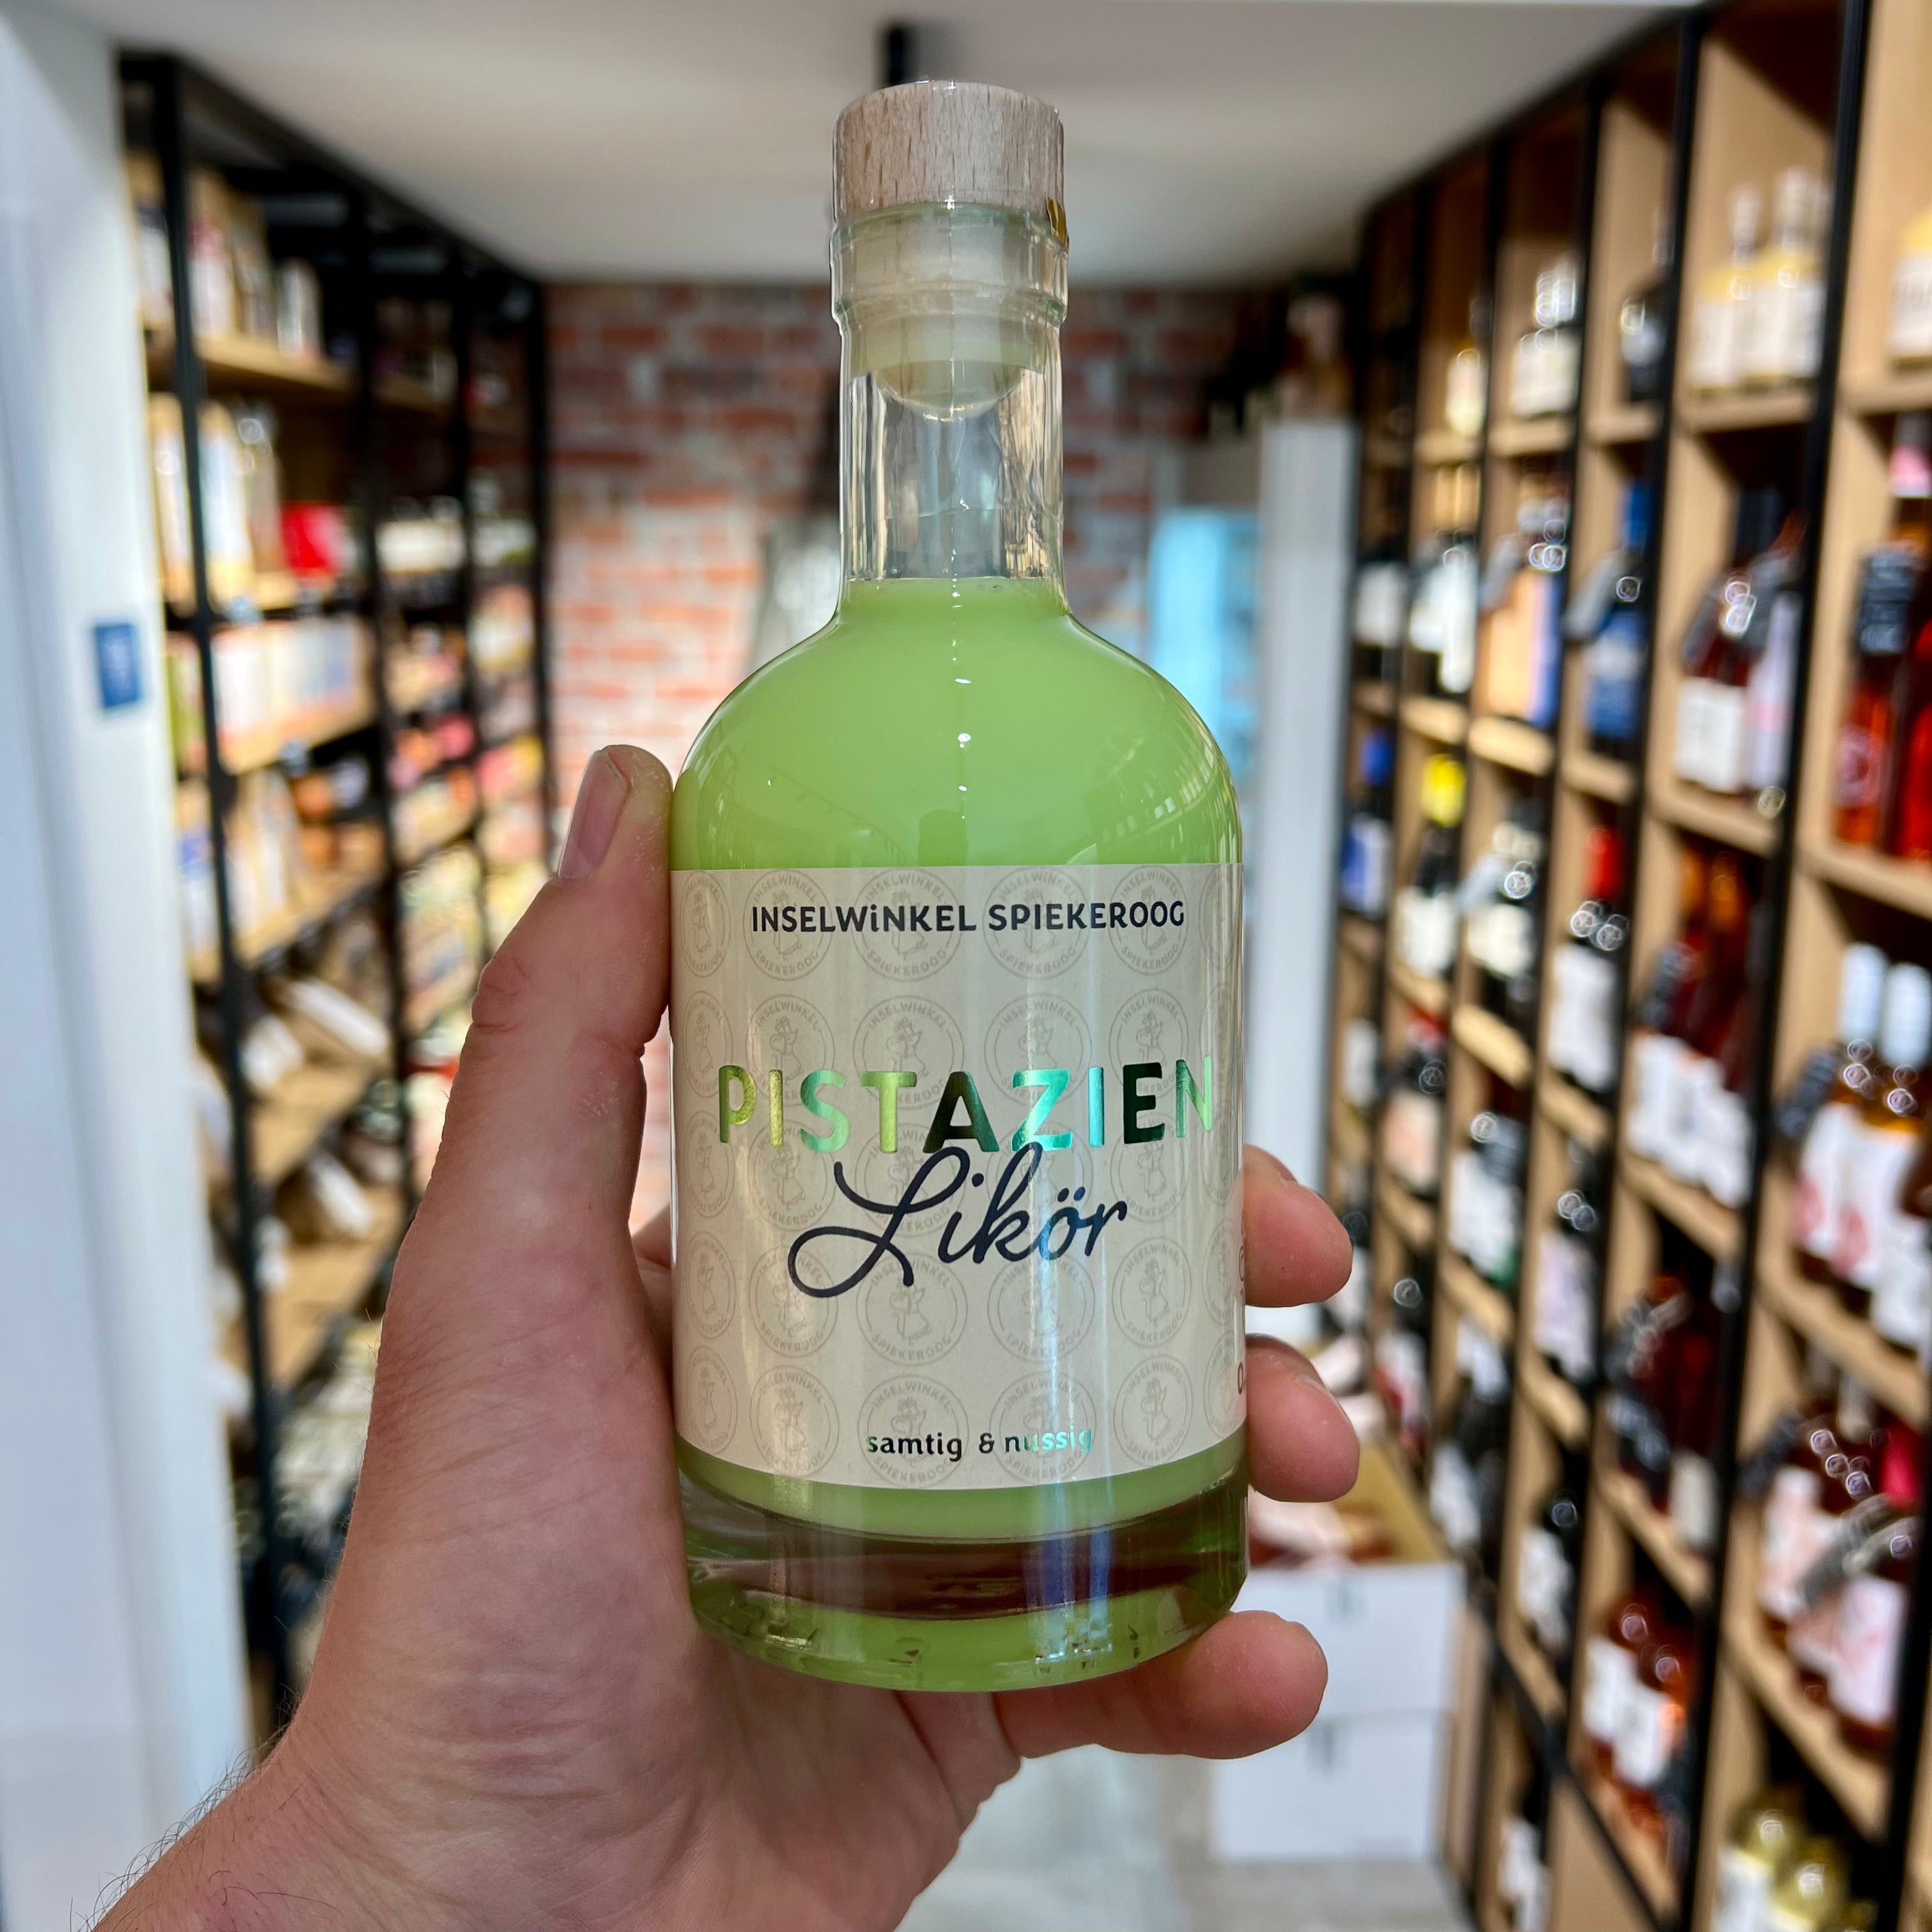 INSELWiNKEL SPIEKEROOG
PISTAZIEN
Likör
samtig & nussig